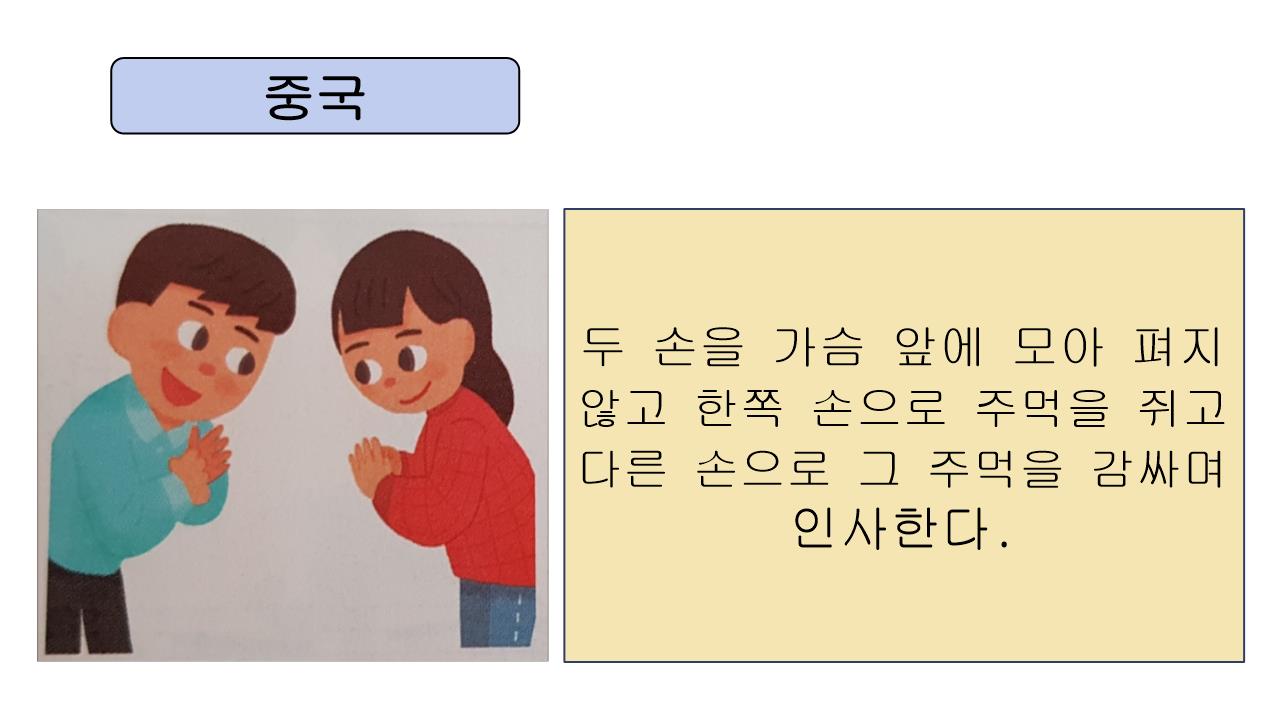 중국
두 손을 가슴 앞에 모아 펴지
않고 한쪽 손으로 주먹을 쥐고
다른 손으로 그 주먹을 감싸며
인사한다.